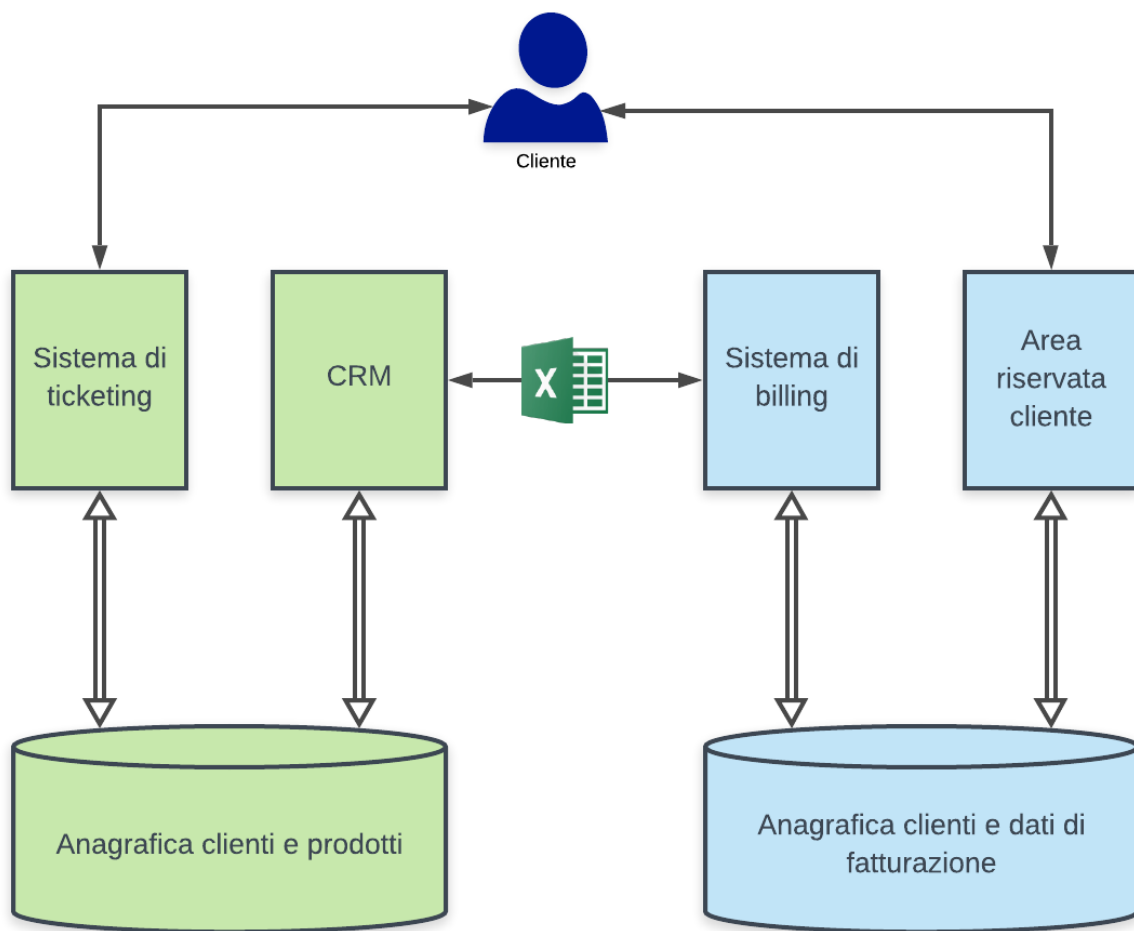 Cliente
Sistema di
ticketing
CRM
X
Sistema di
billing
Area
riservata
cliente
Anagrafica clienti e prodotti
Anagrafica clienti e dati di
fatturazione